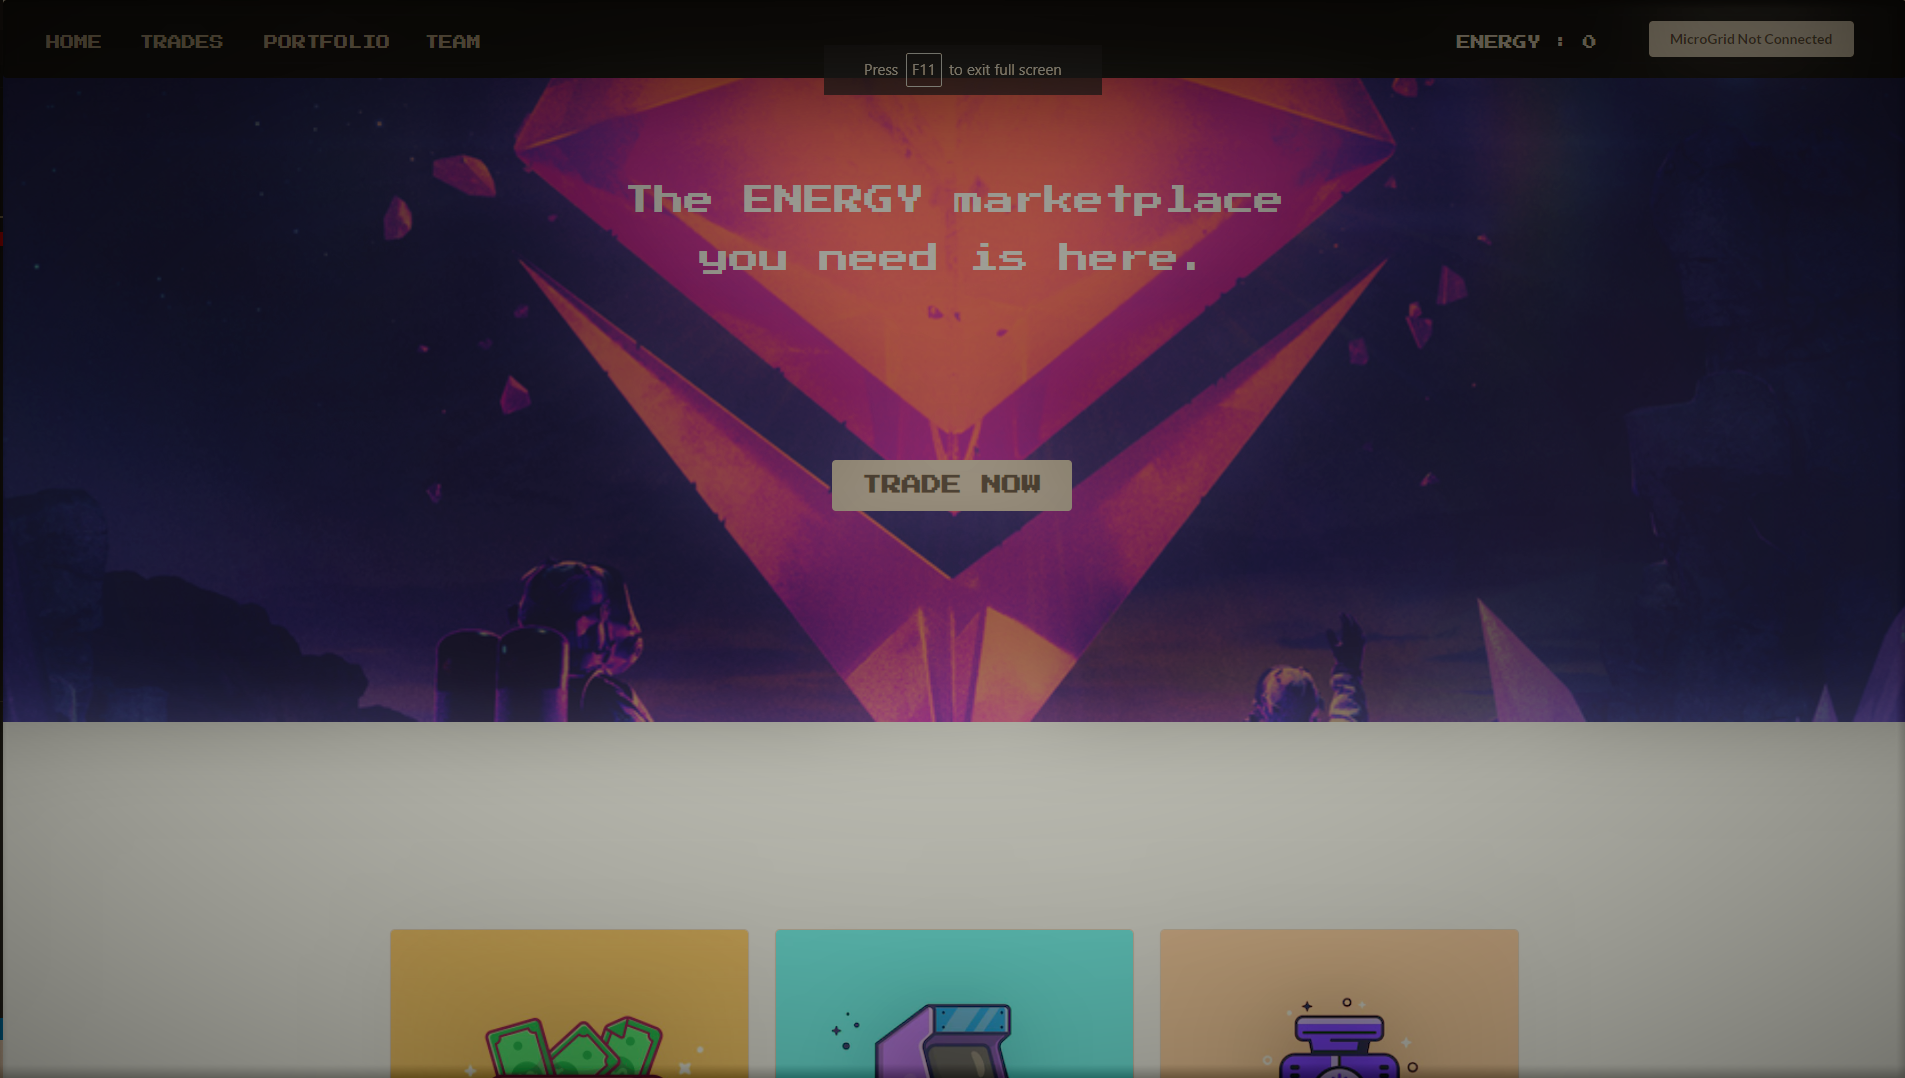 HOME TRADES PORTFOLIO TEAM ENERGY : 0 MicroGrid Not Connected
Press F11 to exit full screen
The ENERGY marketplace
you need is here.
TRADE NOW